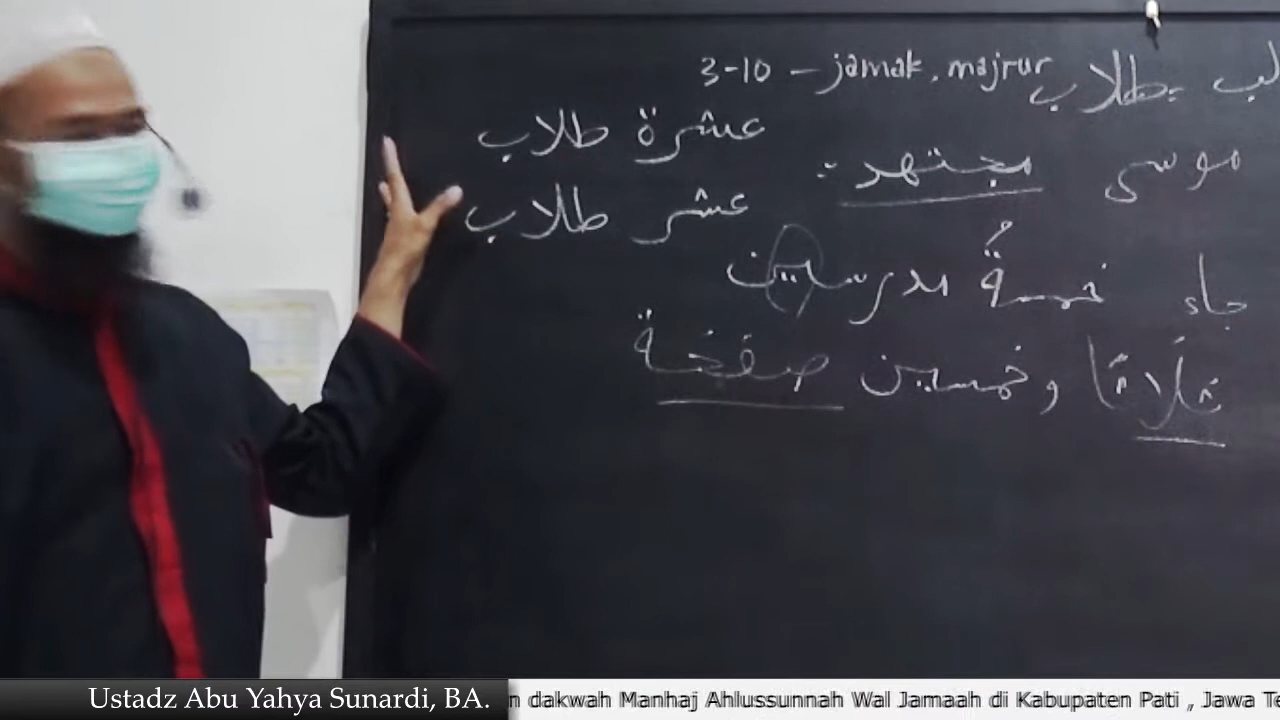 3-10 – jamak, majrur طلاب
عشرة طلاب
موسى مجتهد
عشر طلاب
جاء خمسةُ مدرسين
ثلاثا وخمسين صفحة
Ustadz Abu Yahya Sunardi, BA.
dakwah Manhaj Ahlussunnah Wal Jamaah di Kabupaten Pati , Jawa